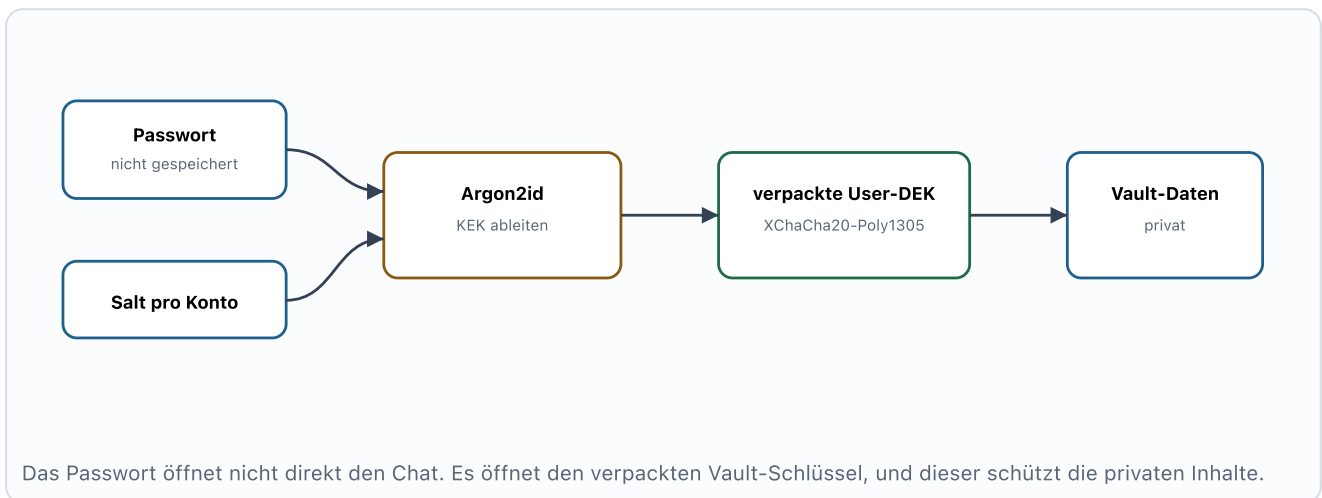 Passwort
nicht gespeichert
Salt pro Konto
Argon2id
KEK ableiten
verpackte User-DEK
XChaCha20-Poly1305
Vault-Daten
privat
Das Passwort öffnet nicht direkt den Chat. Es öffnet den verpackten Vault-Schlüssel, und dieser schützt die privaten Inhalte.